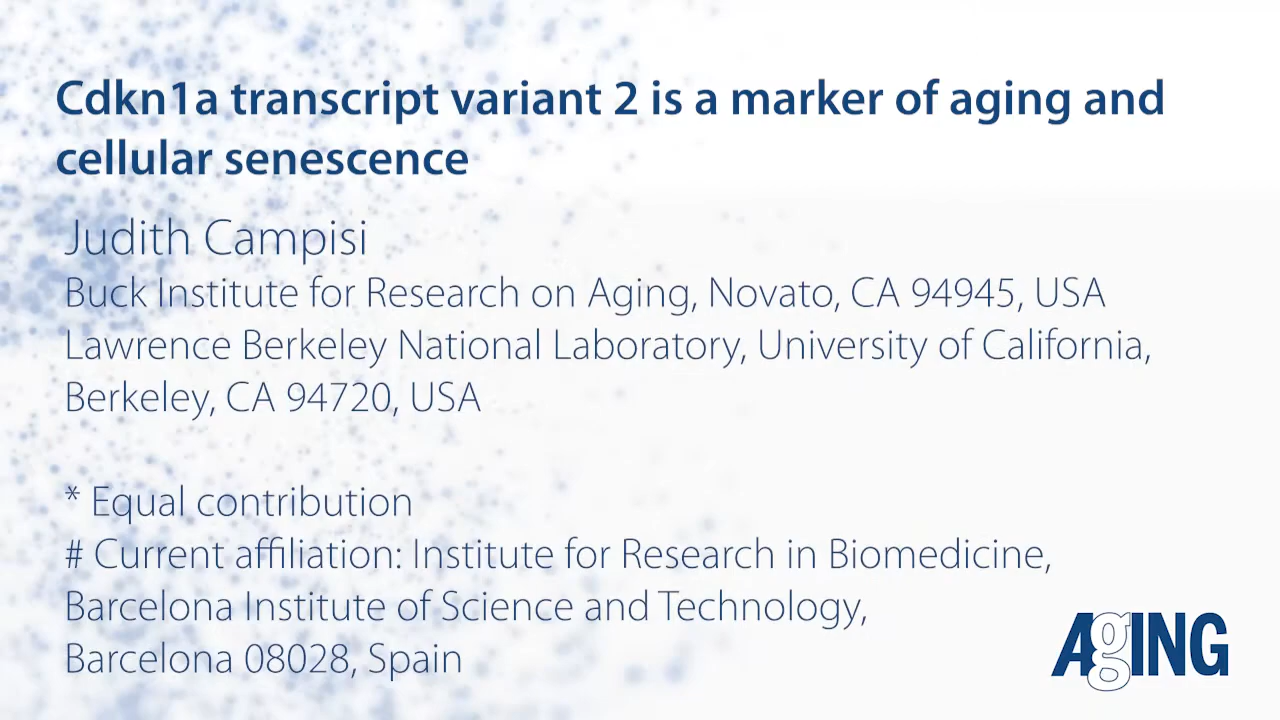 Cdkn1a transcript variant 2 is a marker of aging and
cellular senescence
Judith Campisi
Buck Institute for Research on Aging, Novato, CA 94945, USA
Lawrence Berkeley National Laboratory, University of California,
Berkeley, CA 94720, USA
* Equal contribution
# Current affiliation: Institute for Research in Biomedicine,
Barcelona Institute of Science and Technology,
Barcelona 08028, Spain
AgING